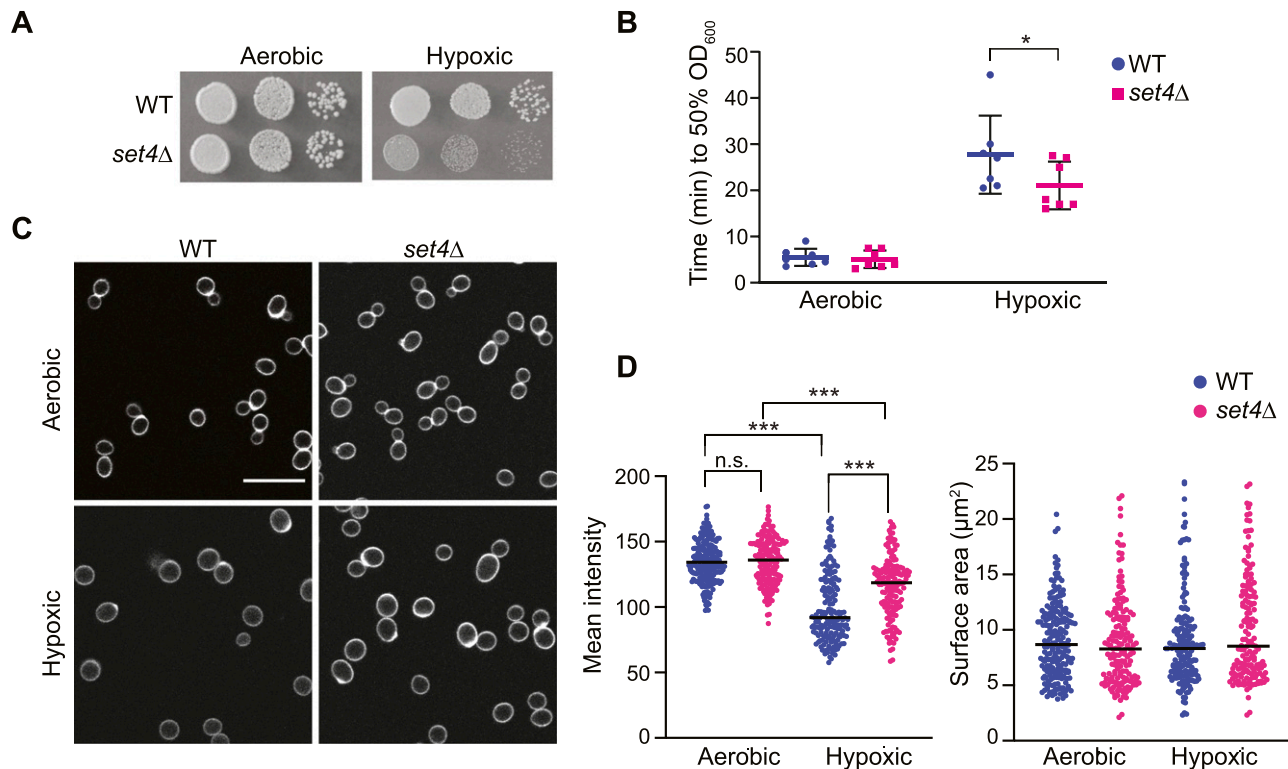 A
Aerobic
Hypoxic
WT
set4Δ
B
Time (min) to 50% OD600
50
40
30
20
10
0
*
WT
set4Δ
Aerobic
Hypoxic
C
WT
set4Δ
Aerobic
Hypoxic
D
WT
set4Δ
Mean intensity
200
150
100
50
0
***
***
n.s.
***
Aerobic
Hypoxic
Surface area (µm²)
25
20
15
10
5
0
Aerobic
Hypoxic